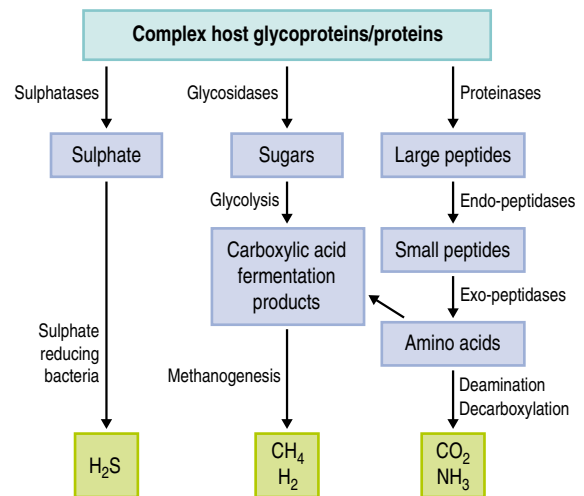 Complex host glycoproteins/proteins
Sulphatases
Glycosidases
Proteinases
Sulphate
Sugars
Large peptides
Glycolysis
Endo-peptidases
Carboxylic acid
fermentation
products
Small peptides
Exo-peptidases
Amino acids
Sulphate
reducing
bacteria
Methanogenesis
Deamination
Decarboxylation
H₂S
CH₄
H₂
CO₂
NH₃